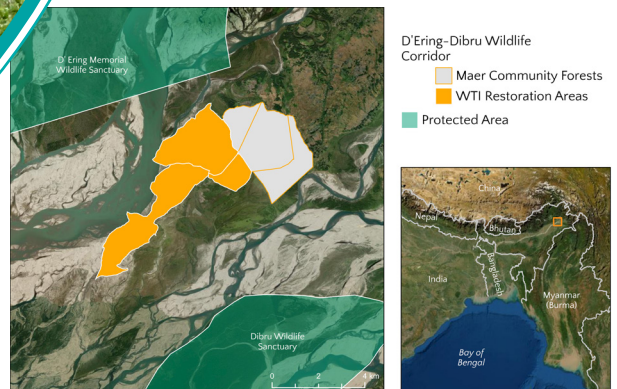 D'Ering Memorial
Wildlife Sanctuary
Dibru Wildlife
Sanctuary
0 2 4 km
D'Ering-Dibru Wildlife
Corridor
Maer Community Forests
WTI Restoration Areas
Protected Area
China
Nepal
Bhutan
Bangladesh
India
Myanmar
(Burma)
Bay of
Bengal